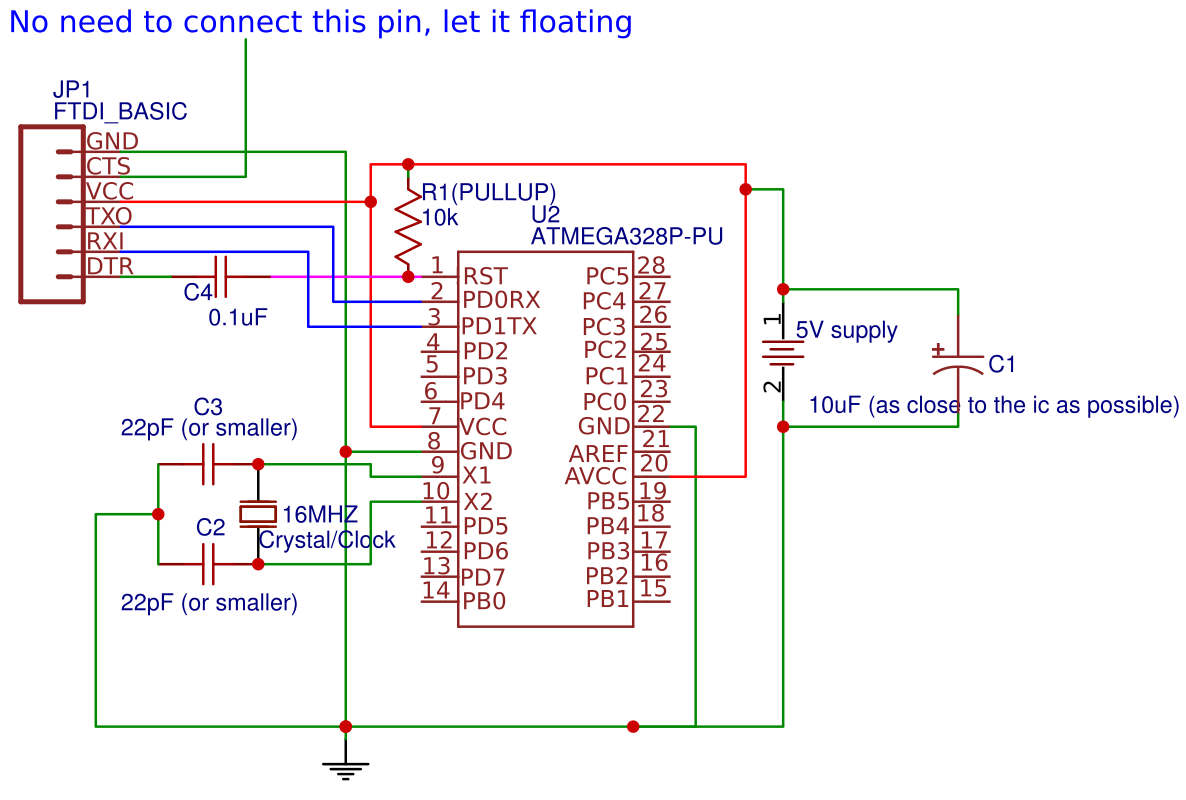 No need to connect this pin, let it floating
JP1
FTDI_BASIC
GND
CTS
VCC
TXO
RXI
DTR
C4
0.1uF
R1(PULLUP)
10k
U2
ATMEGA328P-PU
1 RST PC5 28
2 PD0RX PC4 27
3 PD1TX PC3 26
4 PD2 PC2 25
5 PD3 PC1 24
6 PD4 PC0 23
7 VCC GND 22
8 GND AREF 21
9 X1 AVCC 20
10 X2 PB5 19
11 PD5 PB4 18
12 PD6 PB3 17
13 PD7 PB2 16
14 PB0 PB1 15
1
5V supply
2
+
C1
10uF (as close to the ic as possible)
C3
22pF (or smaller)
16MHZ
Crystal/Clock
C2
22pF (or smaller)